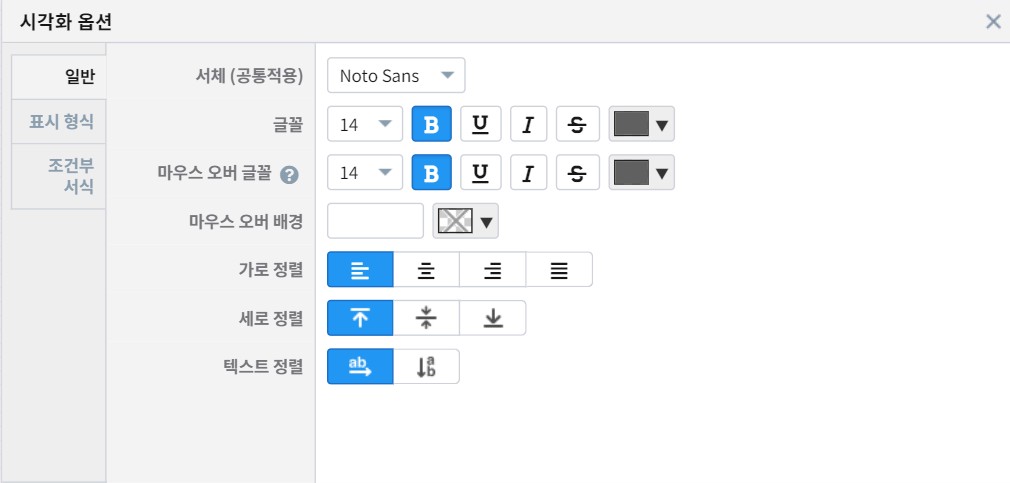 시각화 옵션
일반
표시 형식
조건부
서식
서체 (공통적용) Noto Sans
글꼴 14 B U I S
마우스 오버 글꼴 ? 14 B U I S
마우스 오버 배경
가로 정렬
세로 정렬
텍스트 정렬 ab ab